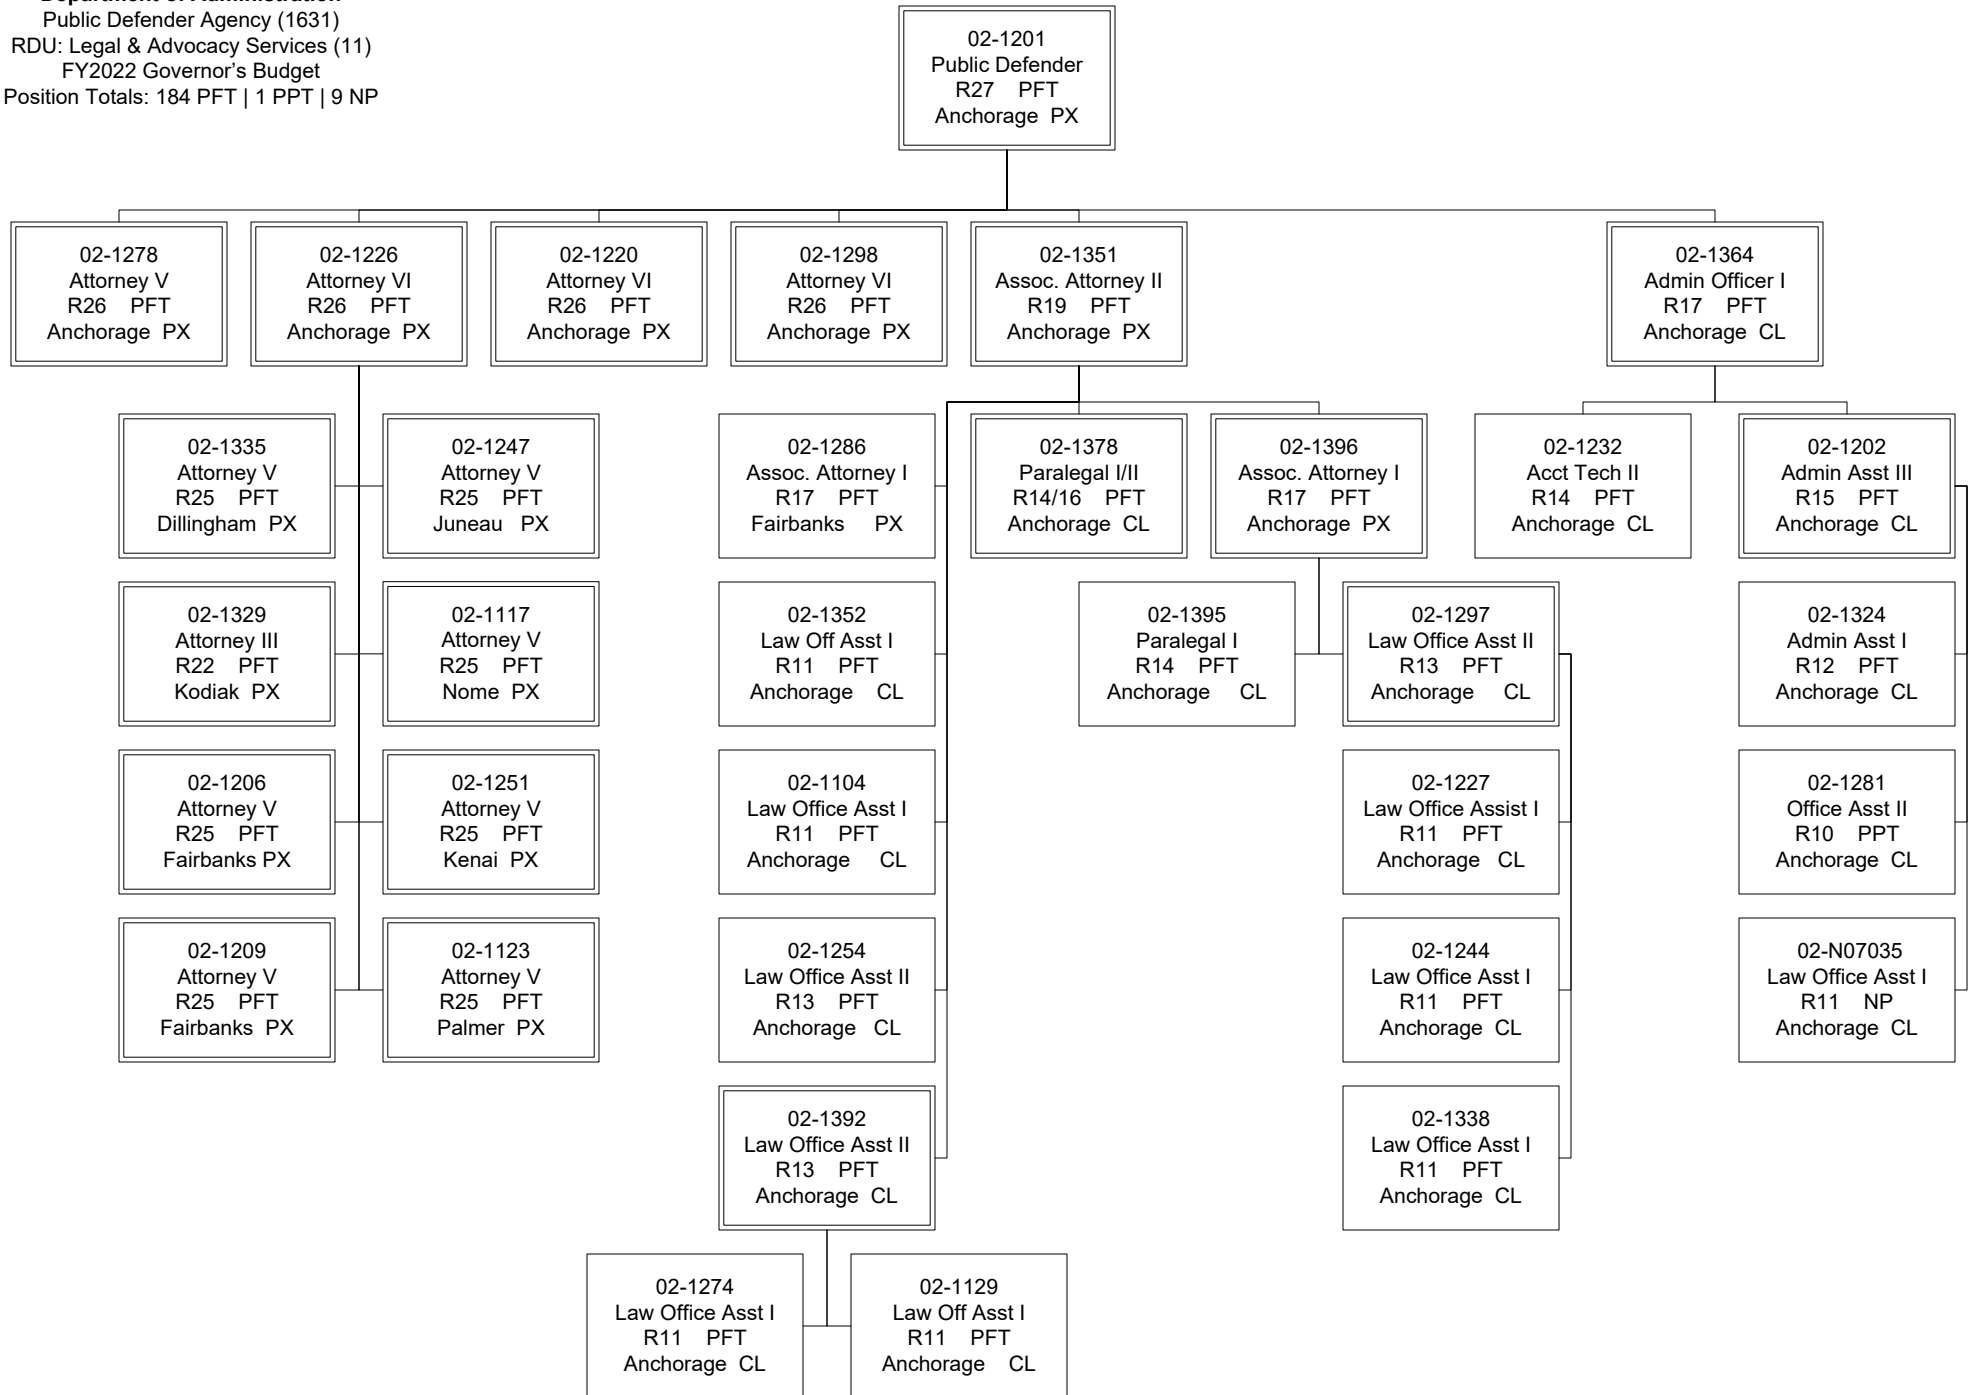 Department of Administration
Public Defender Agency (1631)
RDU: Legal & Advocacy Services (11)
FY2022 Governor’s Budget
Position Totals: 184 PFT | 1 PPT | 9 NP
02-1201
Public Defender
R27 PFT
Anchorage PX
02-1278
Attorney V
R26 PFT
Anchorage PX
02-1226
Attorney VI
R26 PFT
Anchorage PX
02-1220
Attorney VI
R26 PFT
Anchorage PX
02-1298
Attorney VI
R26 PFT
Anchorage PX
02-1351
Assoc. Attorney II
R19 PFT
Anchorage PX
02-1364
Admin Officer I
R17 PFT
Anchorage CL
02-1335
Attorney V
R25 PFT
Dillingham PX
02-1247
Attorney V
R25 PFT
Juneau PX
02-1286
Assoc. Attorney I
R17 PFT
Fairbanks PX
02-1378
Paralegal I/II
R14/16 PFT
Anchorage CL
02-1396
Assoc. Attorney I
R17 PFT
Anchorage PX
02-1232
Acct Tech II
R14 PFT
Anchorage CL
02-1202
Admin Asst III
R15 PFT
Anchorage CL
02-1329
Attorney III
R22 PFT
Kodiak PX
02-1117
Attorney V
R25 PFT
Nome PX
02-1352
Law Off Asst I
R11 PFT
Anchorage CL
02-1395
Paralegal I
R14 PFT
Anchorage CL
02-1297
Law Office Asst II
R13 PFT
Anchorage CL
02-1324
Admin Asst I
R12 PFT
Anchorage CL
02-1206
Attorney V
R25 PFT
Fairbanks PX
02-1251
Attorney V
R25 PFT
Kenai PX
02-1104
Law Office Asst I
R11 PFT
Anchorage CL
02-1227
Law Office Assist I
R11 PFT
Anchorage CL
02-1281
Office Asst II
R10 PPT
Anchorage CL
02-1209
Attorney V
R25 PFT
Fairbanks PX
02-1123
Attorney V
R25 PFT
Palmer PX
02-1254
Law Office Asst II
R13 PFT
Anchorage CL
02-1244
Law Office Asst I
R11 PFT
Anchorage CL
02-N07035
Law Office Asst I
R11 NP
Anchorage CL
02-1392
Law Office Asst II
R13 PFT
Anchorage CL
02-1338
Law Office Asst I
R11 PFT
Anchorage CL
02-1274
Law Office Asst I
R11 PFT
Anchorage CL
02-1129
Law Off Asst I
R11 PFT
Anchorage CL